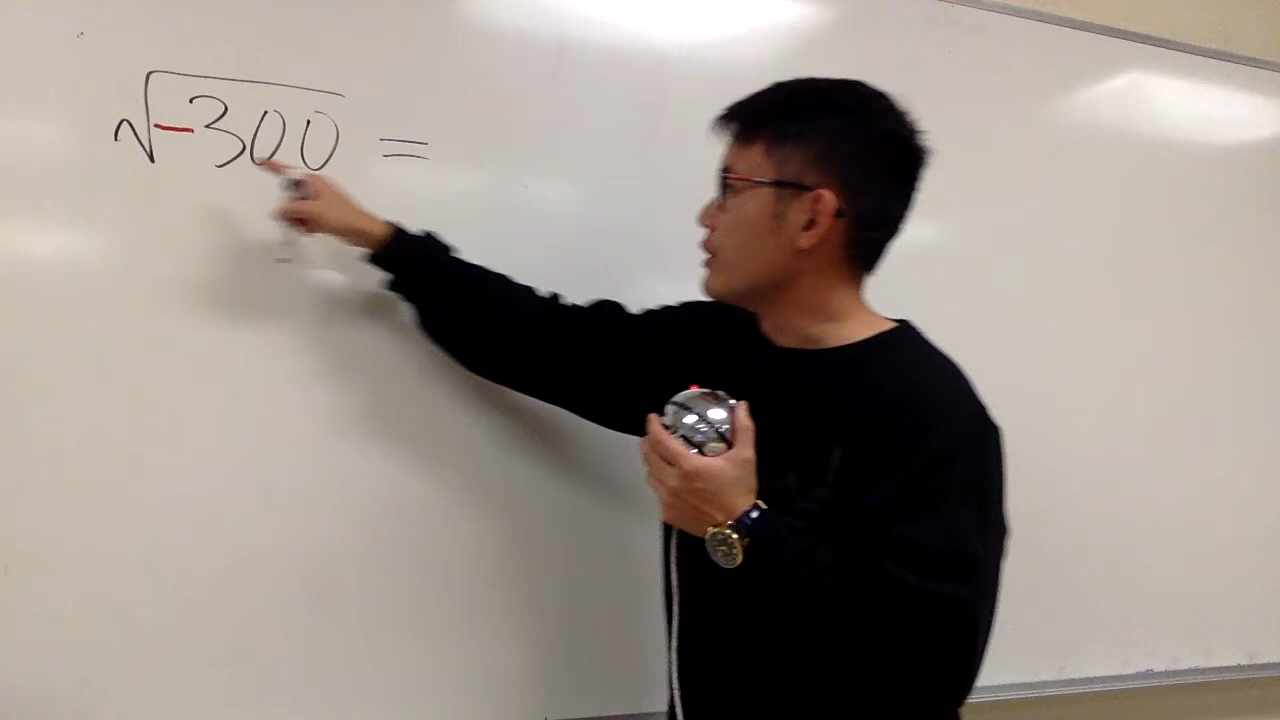 √-300 =